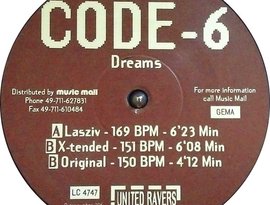 CODE-6
Dreams
Distributed by music mail
Phone 49-711-627831
Fax 49-711-610484
For more information
call Music Mail
GEMA
A Lasziv - 169 BPM - 6'23 Min
B X-tended - 151 BPM - 6'08 Min
B Original - 150 BPM - 4'12 Min
LC 4747
UNITED RAVERS